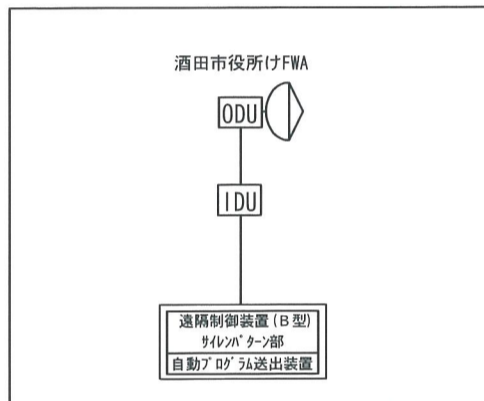 酒田市役所けFWA
ODU
IDU
遠隔制御装置(B型)
サイレンパターン部
自動プログラム送出装置